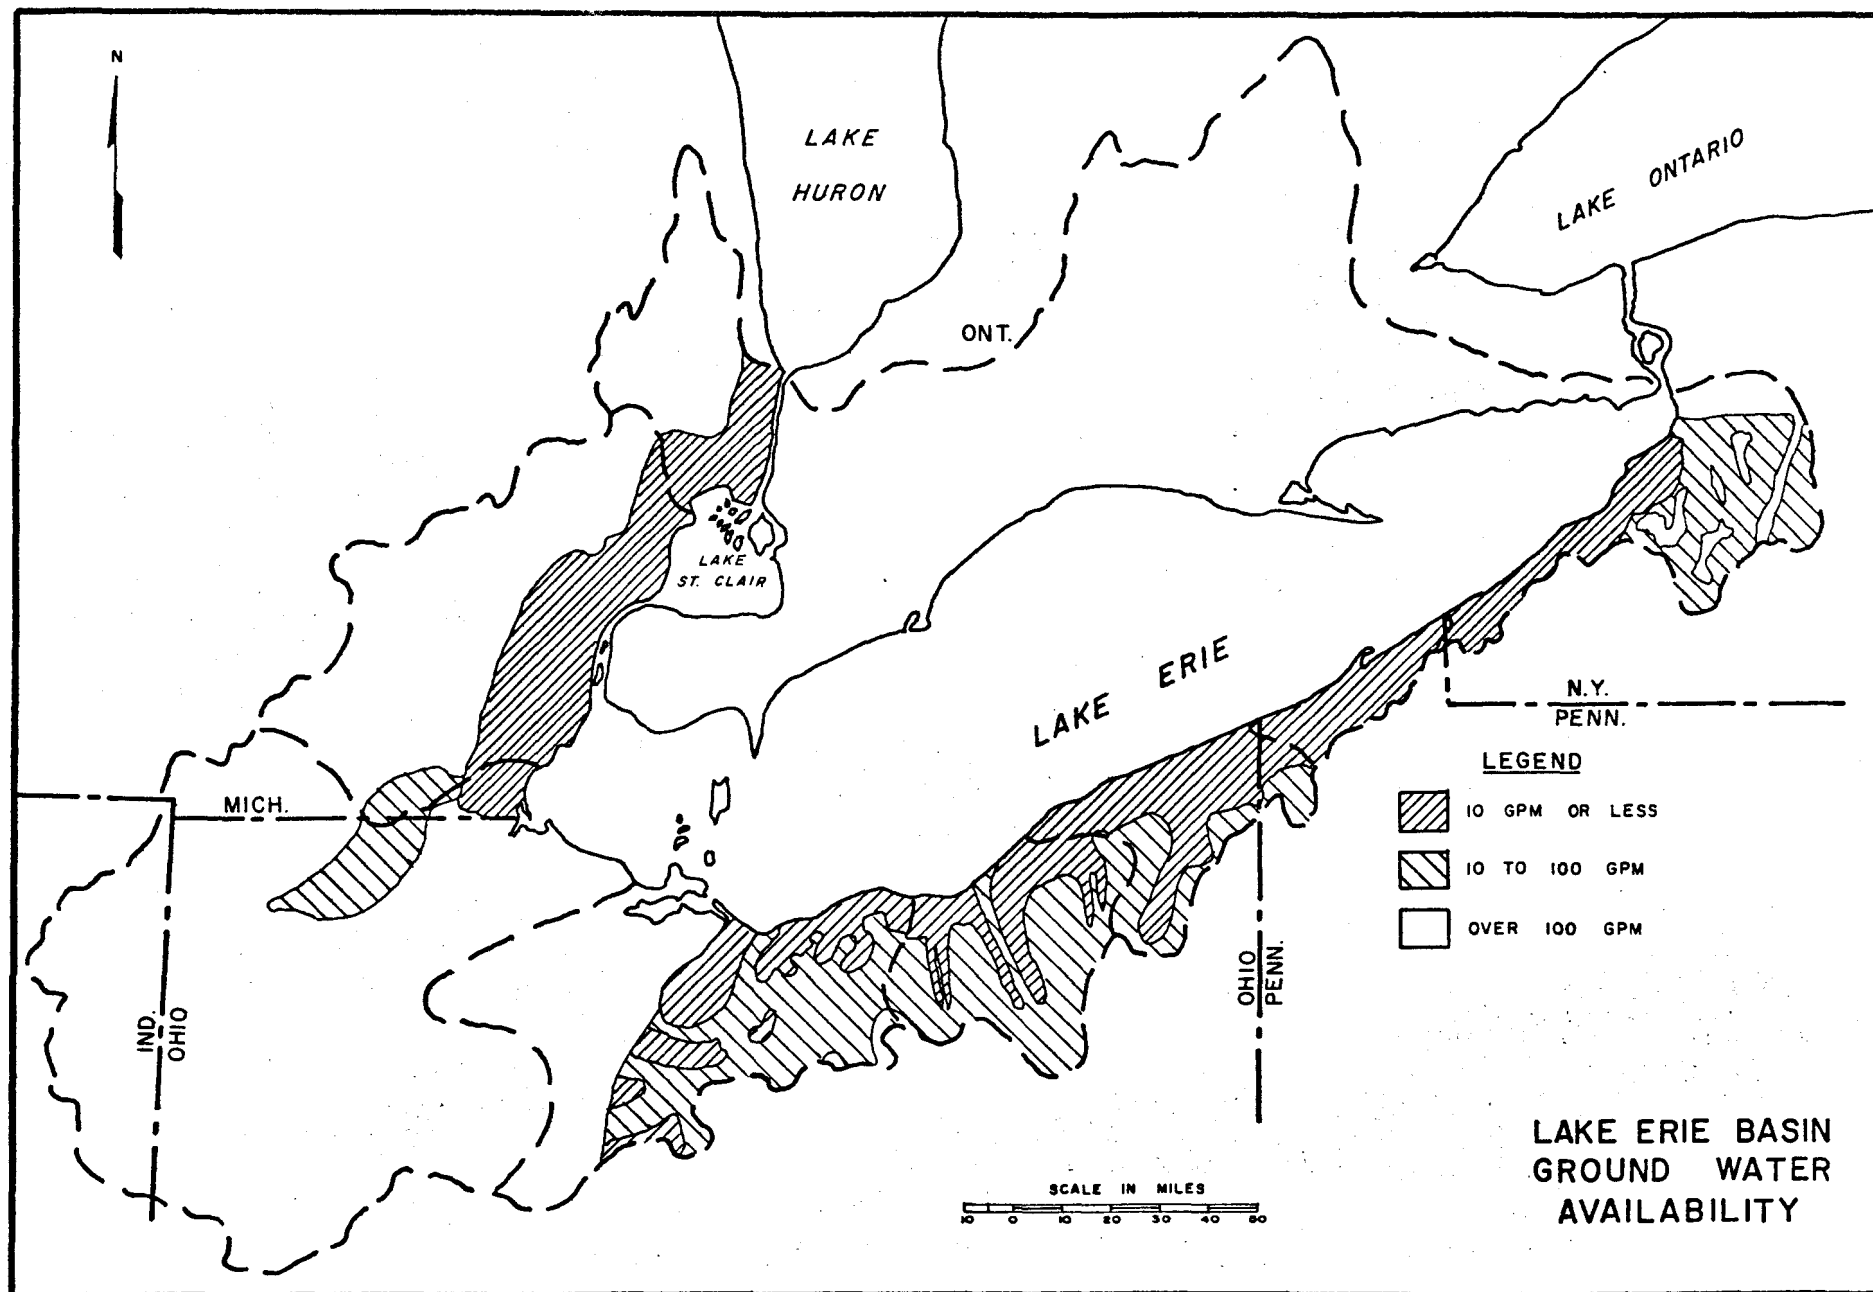 N
LAKE
HURON
LAKE ONTARIO
ONT.
LAKE
ST. CLAIR
LAKE ERIE
N.Y.
PENN.
MICH.
LEGEND
10 GPM OR LESS
10 TO 100 GPM
OVER 100 GPM
IND.
OHIO
OHIO
PENN.
SCALE IN MILES
10 0 10 20 30 40 50
LAKE ERIE BASIN
GROUND WATER
AVAILABILITY